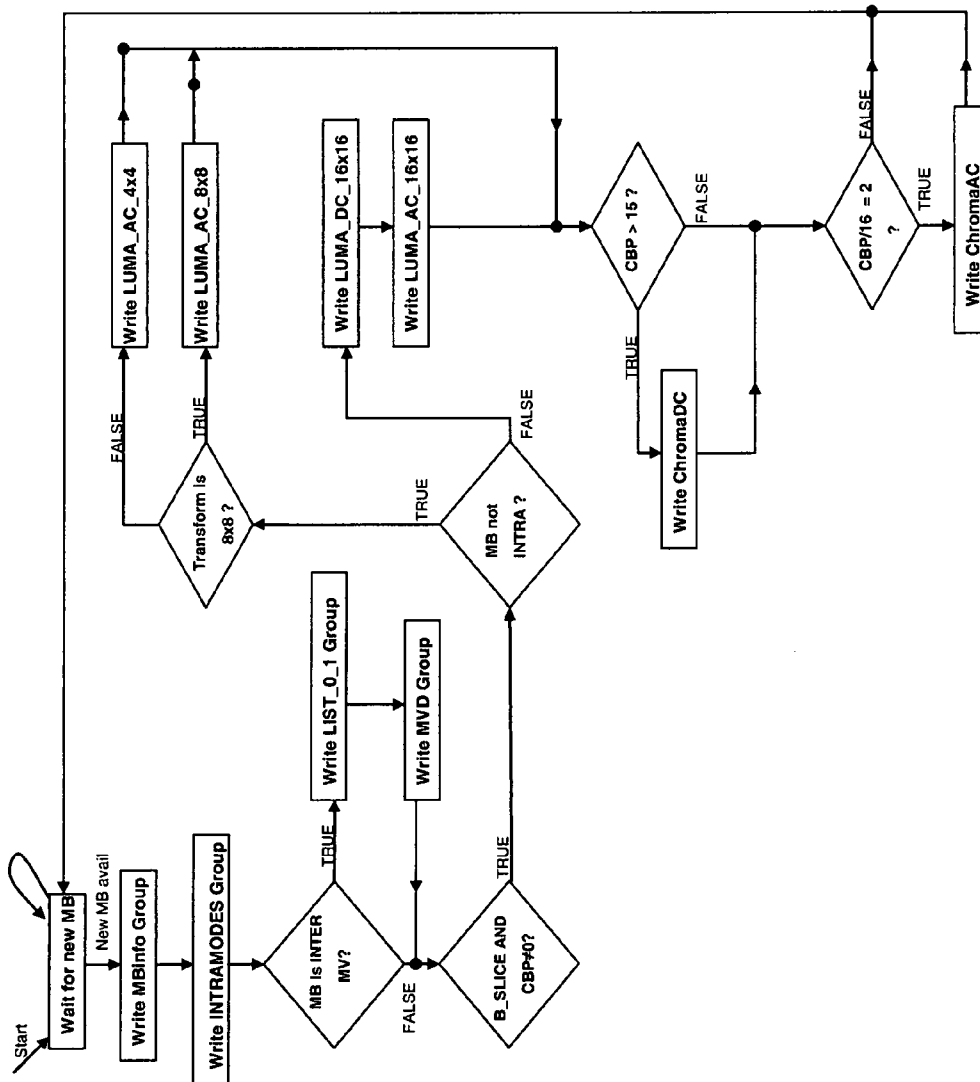 Start
Wait for new MB
New MB avail
Write MBinfo Group
Write INTRAMODES Group
MB is INTER
MV?
TRUE
FALSE
Write LIST_0_1 Group
Write MVD Group
B_SLICE AND
CBP≠0?
TRUE
MB not
INTRA ?
TRUE
FALSE
Transform is
8x8 ?
FALSE
TRUE
Write LUMA_AC_4x4
Write LUMA_AC_8x8
Write LUMA_DC_16x16
Write LUMA_AC_16x16
CBP > 15 ?
TRUE
FALSE
Write ChromaDC
CBP/16 = 2
?
FALSE
TRUE
Write ChromaAC